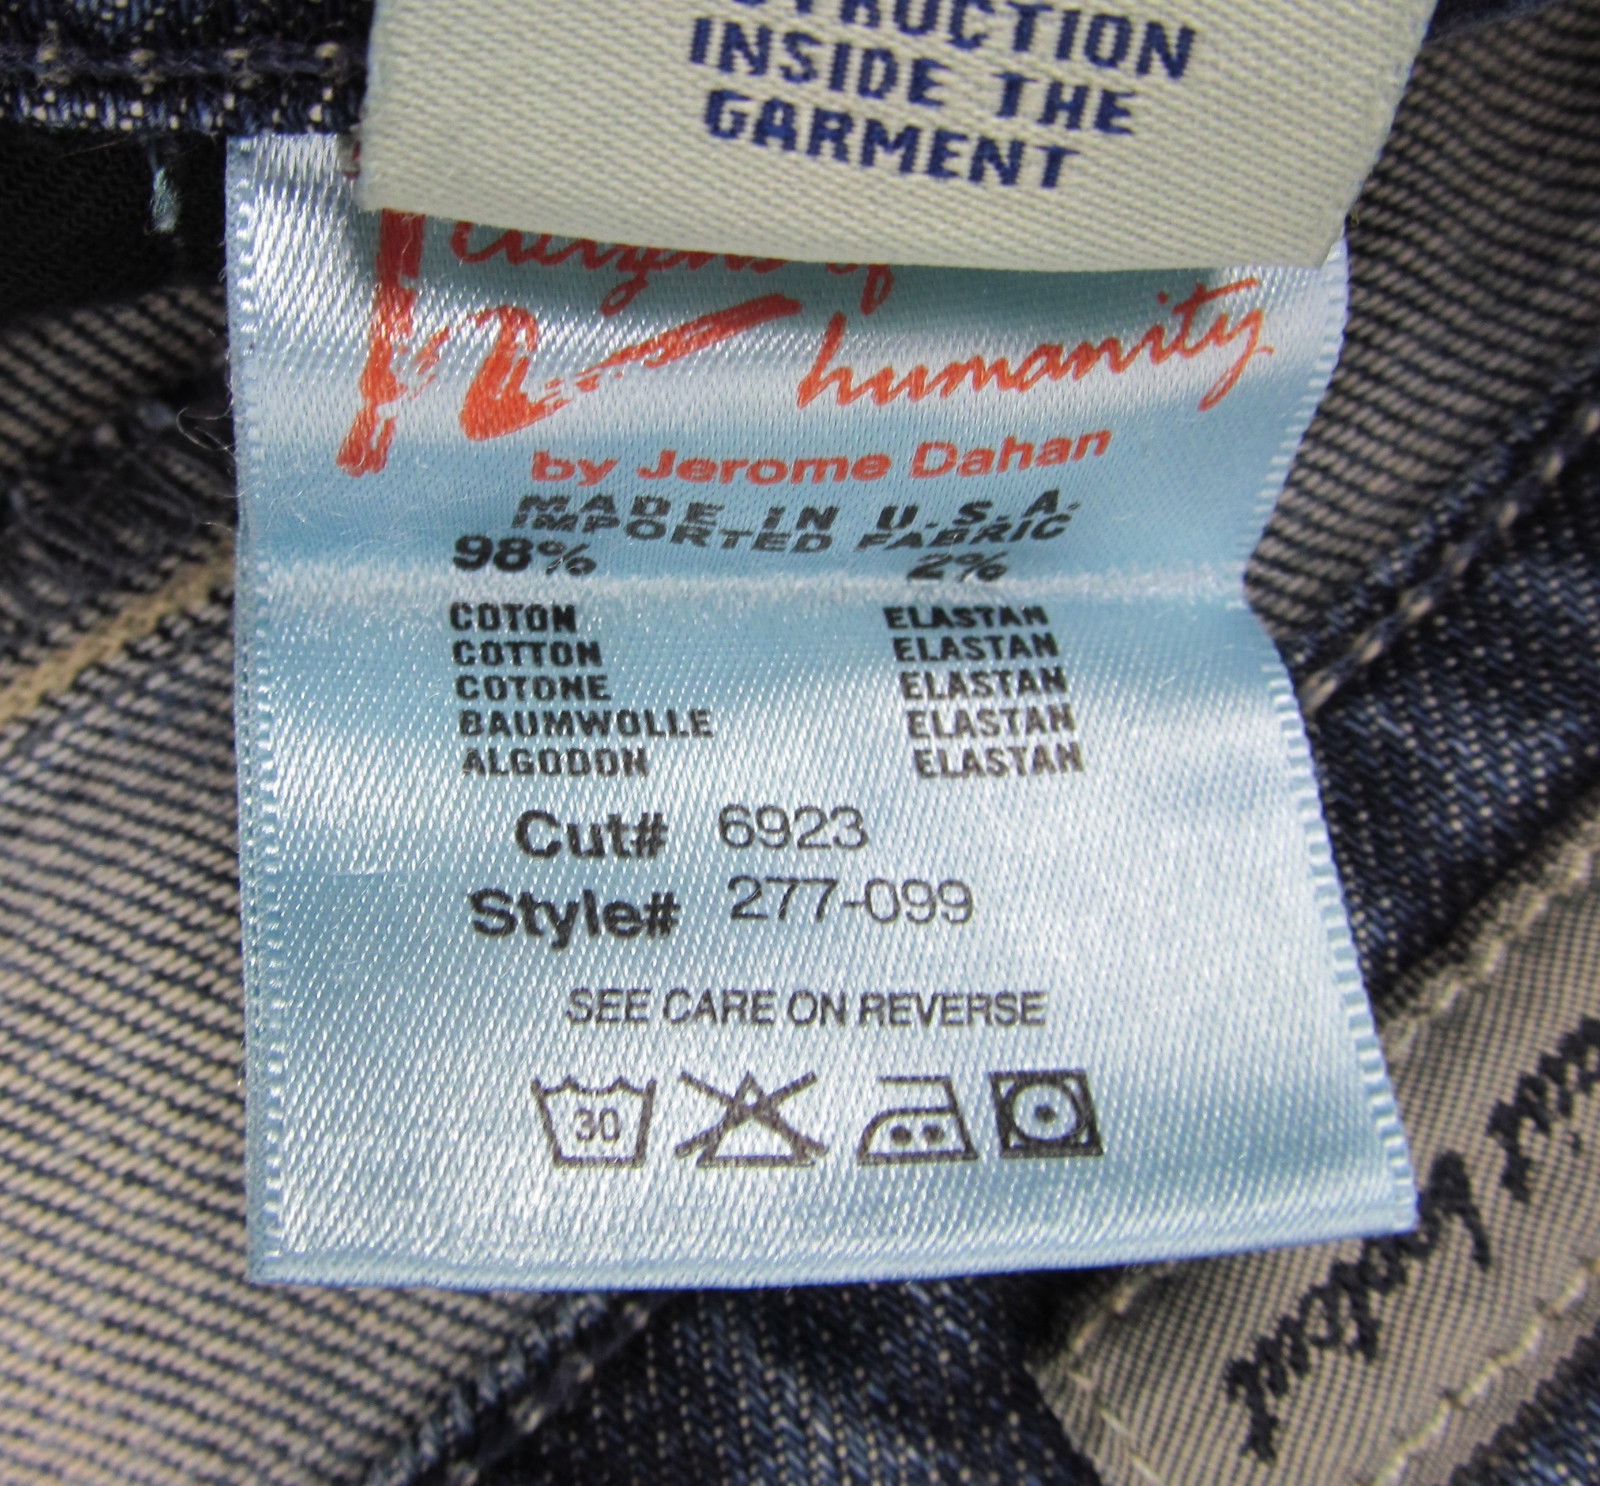 INSIDE THE
GARMENT
humanity
by Jerome Dahan
MADE IN U.S.A.
IMPORTED FABRIC
98% 2%
COTON ELASTAN
COTTON ELASTAN
COTONE ELASTAN
BAUMWOLLE ELASTAN
ALGODON ELASTAN
Cut# 6923
Style# 277-099
SEE CARE ON REVERSE
30